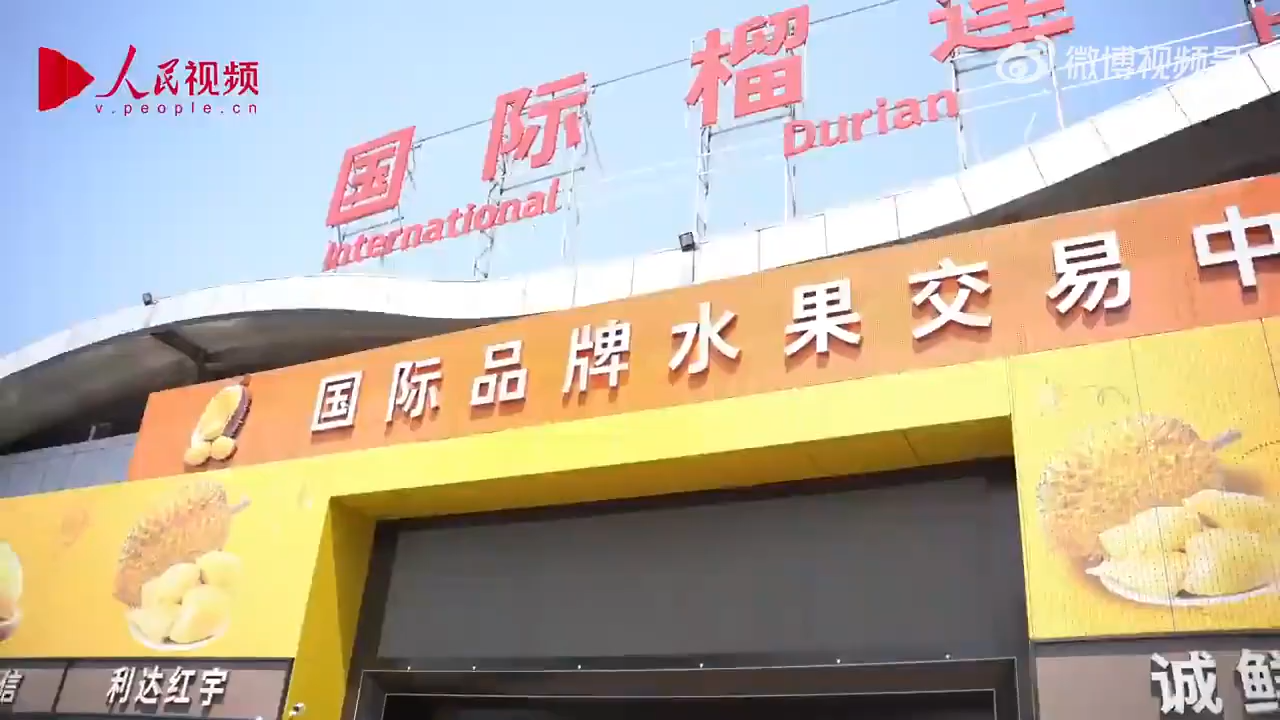 人民视频
v.people.cn
微博视频号
国际榴莲
International Durian
国际品牌水果交易中
信
利达红宇
诚鲜